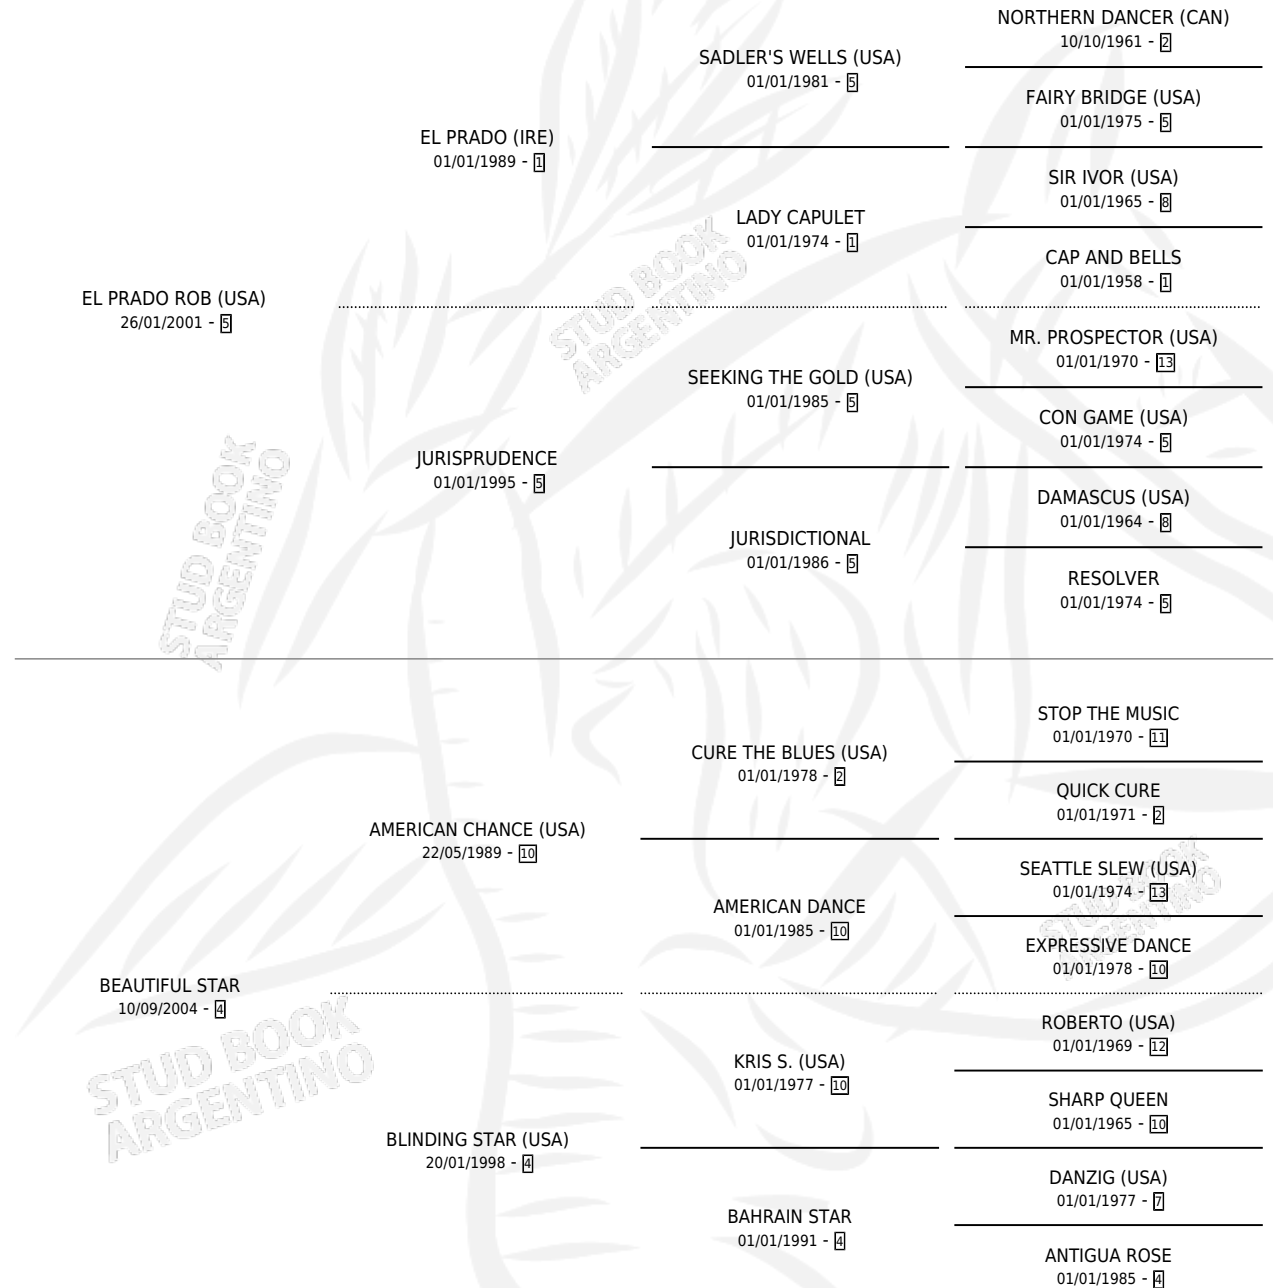 NORTHERN DANCER (CAN)
10/10/1961 - 2
SADLER'S WELLS (USA)
01/01/1981 - 5
FAIRY BRIDGE (USA)
01/01/1975 - 5
EL PRADO (IRE)
01/01/1989 - 1
SIR IVOR (USA)
01/01/1965 - 8
LADY CAPULET
01/01/1974 - 1
CAP AND BELLS
01/01/1958 - 1
EL PRADO ROB (USA)
26/01/2001 - 5
MR. PROSPECTOR (USA)
01/01/1970 - 13
SEEKING THE GOLD (USA)
01/01/1985 - 5
CON GAME (USA)
01/01/1974 - 5
JURISPRUDENCE
01/01/1995 - 5
DAMASCUS (USA)
01/01/1964 - 8
JURISDICTIONAL
01/01/1986 - 5
RESOLVER
01/01/1974 - 5
STOP THE MUSIC
01/01/1970 - 11
CURE THE BLUES (USA)
01/01/1978 - 2
QUICK CURE
01/01/1971 - 2
AMERICAN CHANCE (USA)
22/05/1989 - 10
SEATTLE SLEW (USA)
01/01/1974 - 13
AMERICAN DANCE
01/01/1985 - 10
EXPRESSIVE DANCE
01/01/1978 - 10
BEAUTIFUL STAR
10/09/2004 - 4
ROBERTO (USA)
01/01/1969 - 12
KRIS S. (USA)
01/01/1977 - 10
SHARP QUEEN
01/01/1965 - 10
BLINDING STAR (USA)
20/01/1998 - 4
DANZIG (USA)
01/01/1977 - 7
BAHRAIN STAR
01/01/1991 - 4
ANTIGUA ROSE
01/01/1985 - 4
STUD BOOK
ARGENTINO
STUD BOOK
ARGENTINO
STUD BOOK
ARGENTINO
STUD BOOK
ARGENTINO